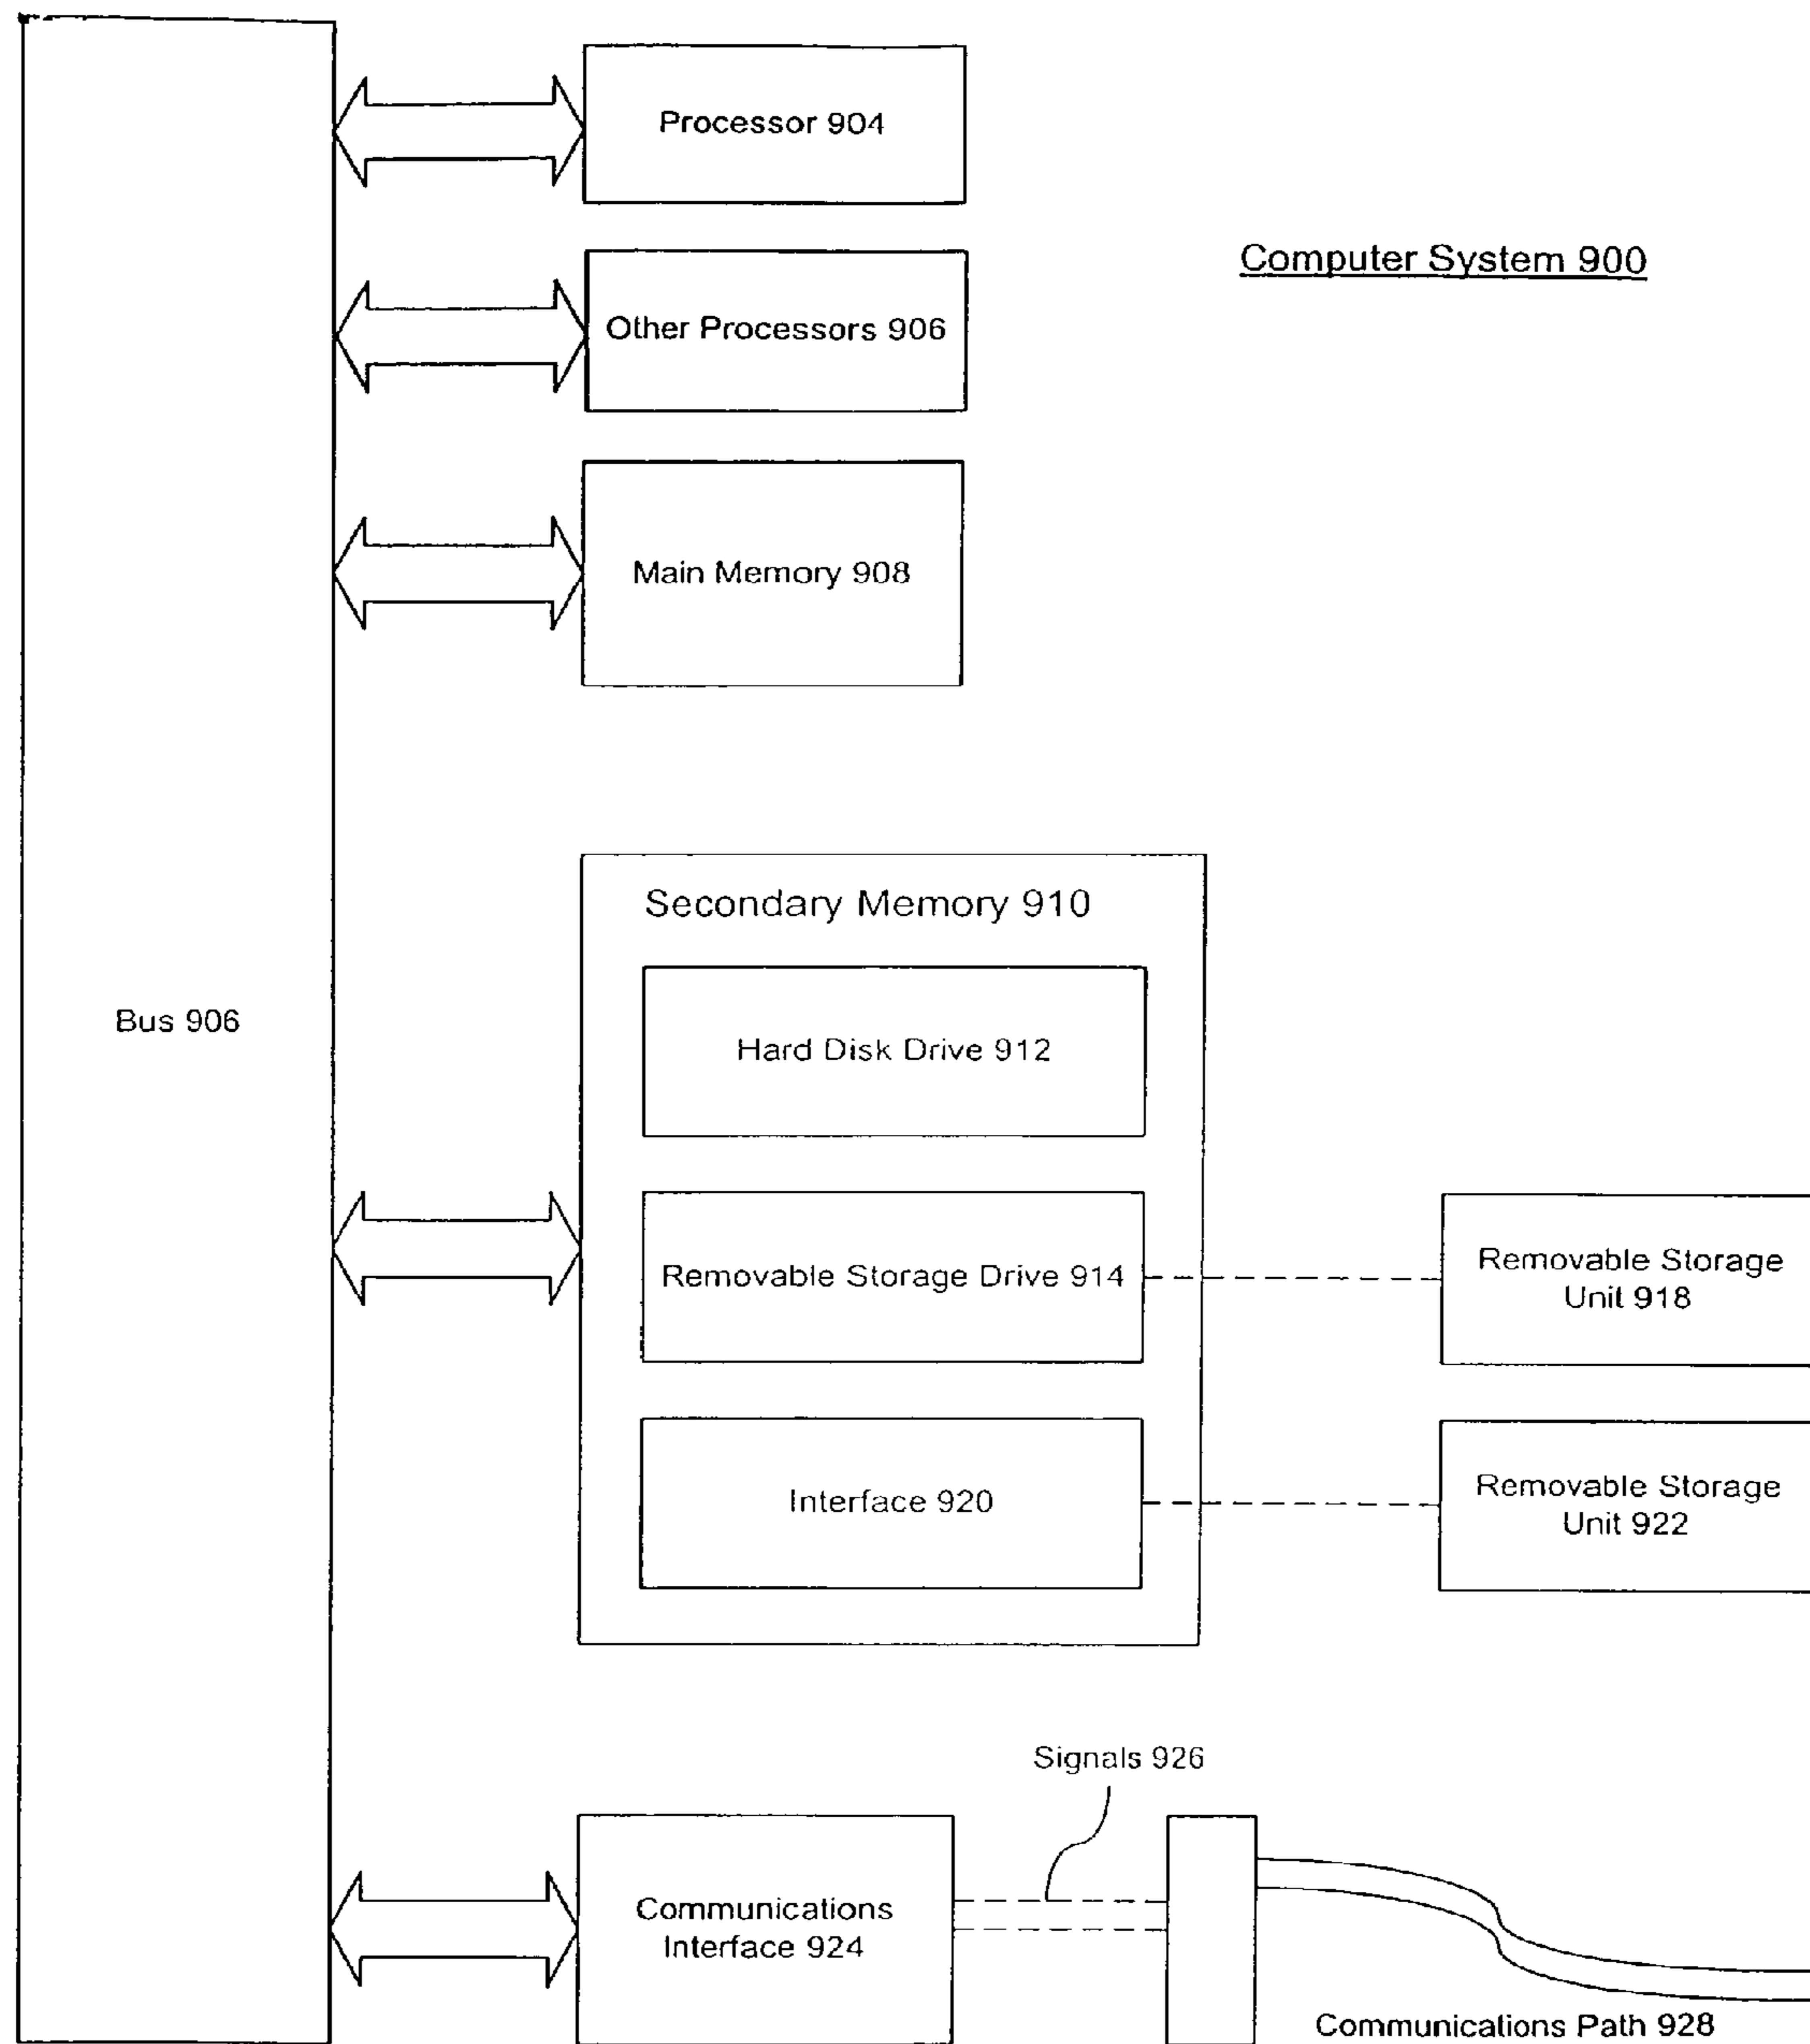 Processor 904
Computer System 900
Other Processors 906
Main Memory 908
Secondary Memory 910
Bus 906
Hard Disk Drive 912
Removable Storage Drive 914
Removable Storage
Unit 918
Interface 920
Removable Storage
Unit 922
Signals 926
Communications
Interface 924
Communications Path 928